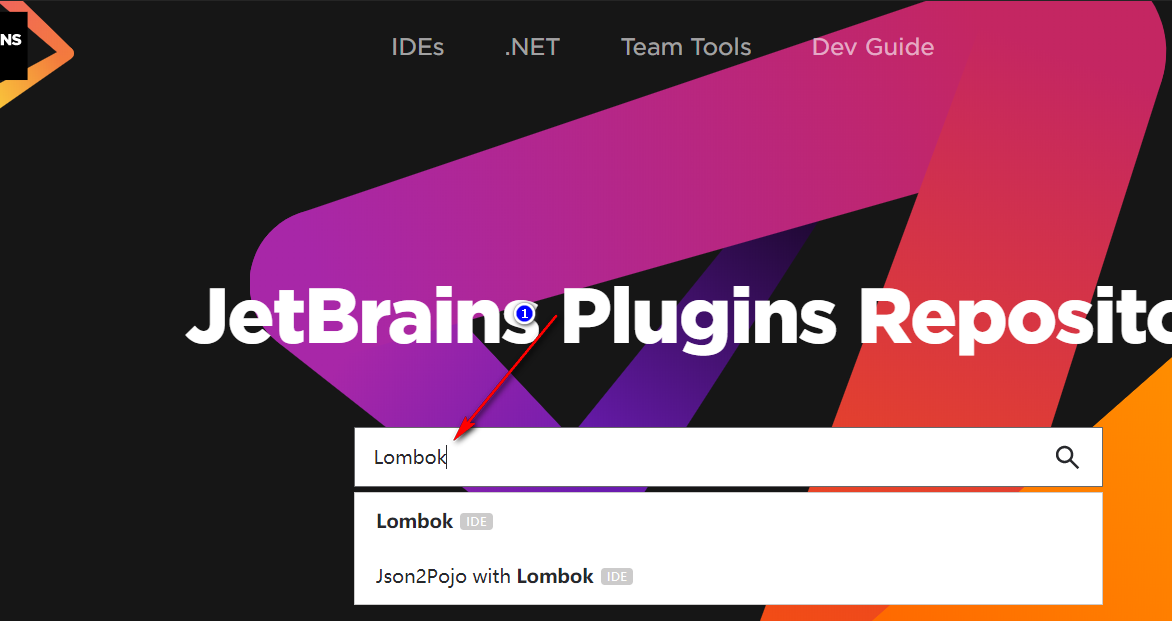 NS
IDEs .NET Team Tools Dev Guide
JetBrains Plugins Reposito
1
Lombok
Lombok IDE
Json2Pojo with Lombok IDE